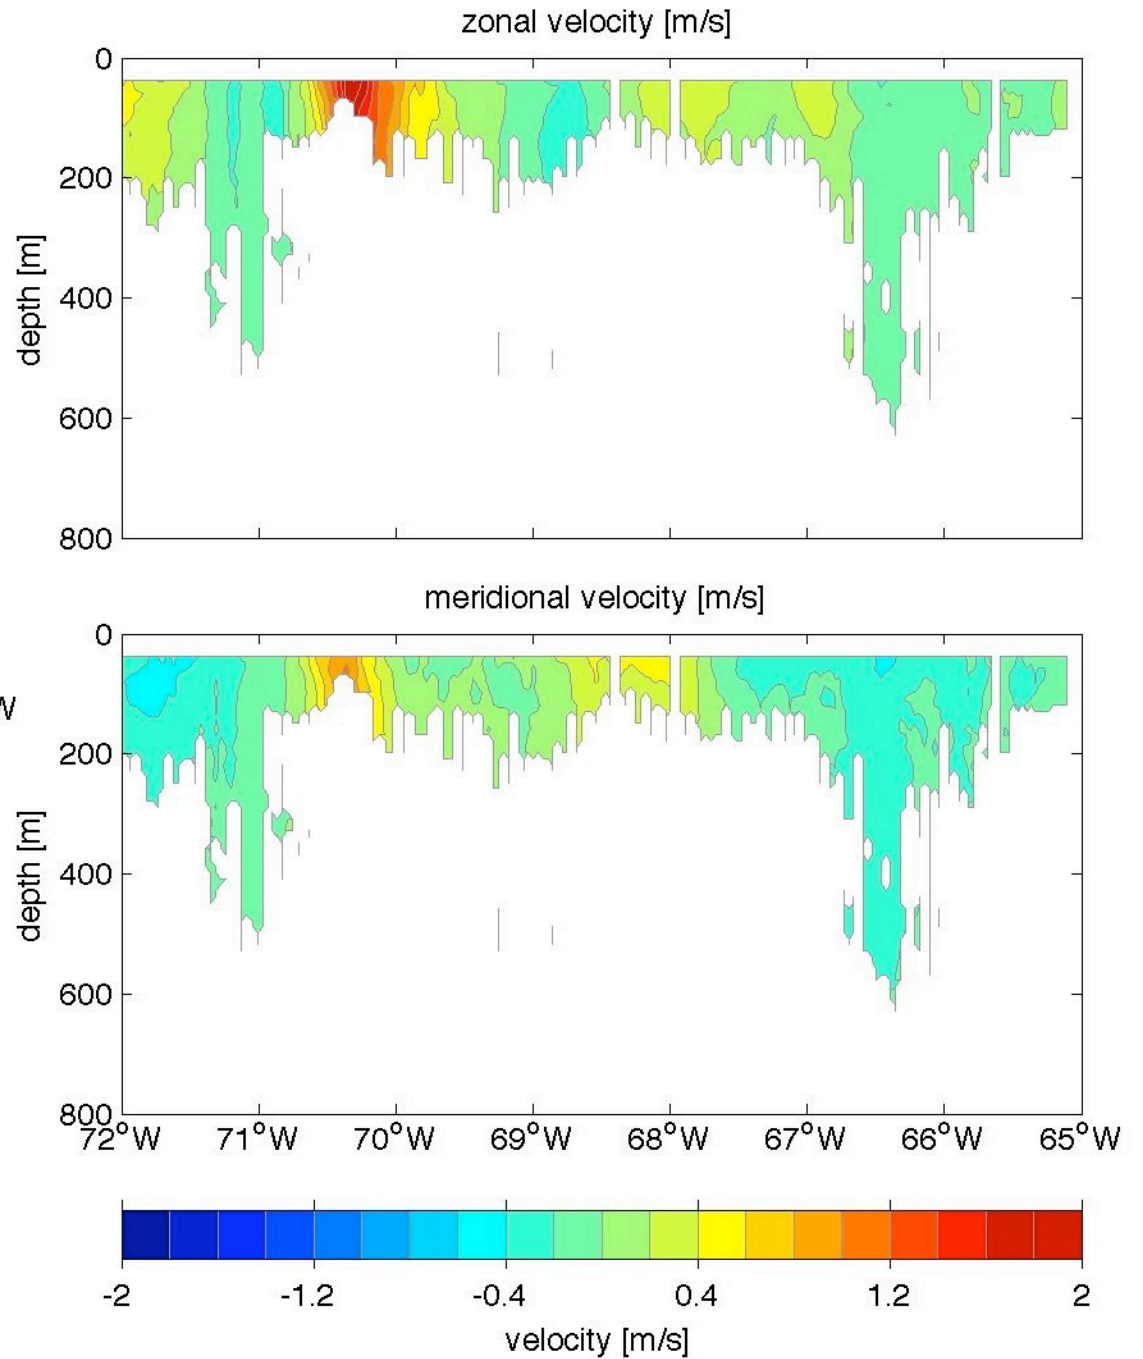 zonal velocity [m/s]
0
200
400
600
800
depth [m]
meridional velocity [m/s]
W
0
200
400
600
800
depth [m]
72°W 71°W 70°W 69°W 68°W 67°W 66°W 65°W
-2 -1.2 -0.4 0.4 1.2 2
velocity [m/s]